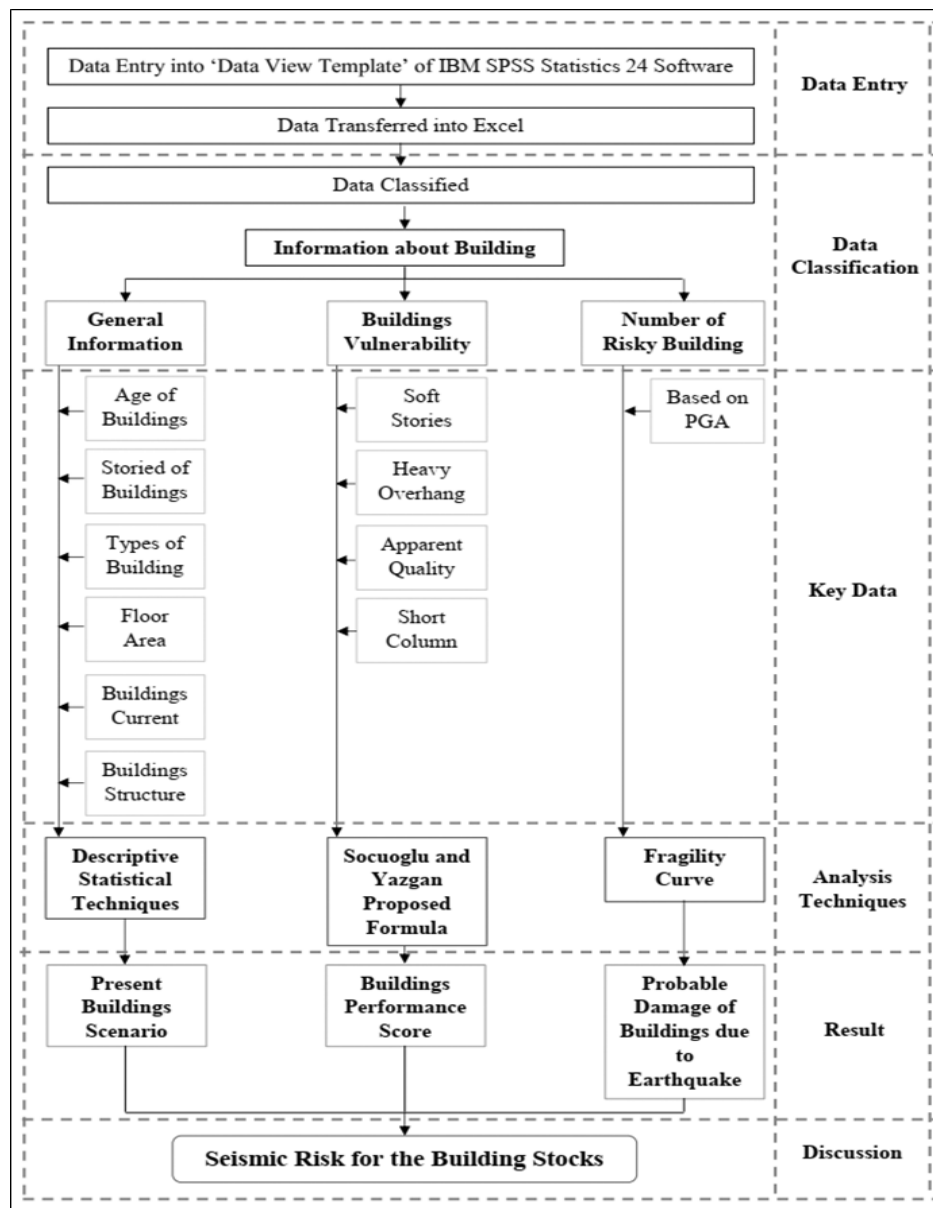 Data Entry into ‘Data View Template’ of IBM SPSS Statistics 24 Software
Data Transferred into Excel
Data Entry
Data Classified
Information about Building
General
Information
Buildings
Vulnerability
Number of
Risky Building
Data
Classification
Age of
Buildings
Storied of
Buildings
Types of
Building
Floor
Area
Buildings
Current
Buildings
Structure
Soft
Stories
Heavy
Overhang
Apparent
Quality
Short
Column
Based on
PGA
Key Data
Descriptive
Statistical
Techniques
Socuoglu and
Yazgan
Proposed
Formula
Fragility
Curve
Analysis
Techniques
Present
Buildings
Scenario
Buildings
Performance
Score
Probable
Damage of
Buildings due
to
Earthquake
Result
Seismic Risk for the Building Stocks
Discussion